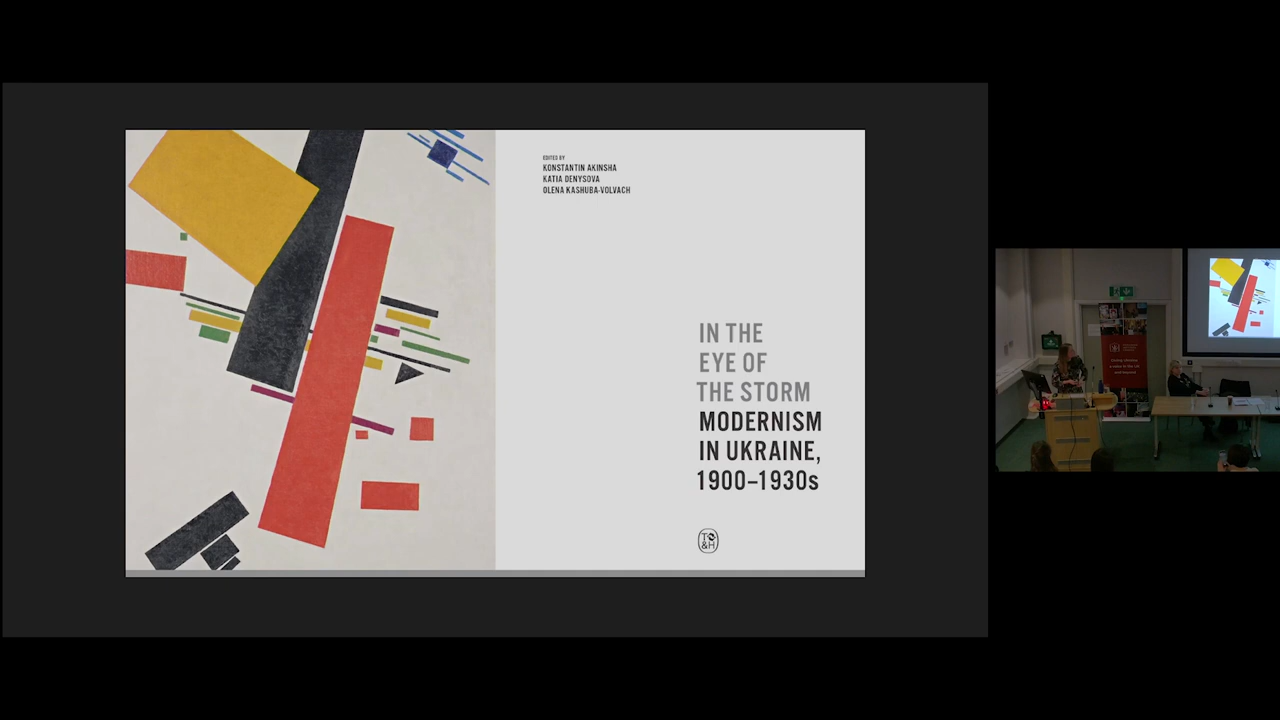 EDITED BY
KONSTANTIN AKINSHA
KATIA DENYSOVA
OLENA KASHUBA-VOLVACH
IN THE
EYE OF
THE STORM
MODERNISM
IN UKRAINE,
1900–1930s
T&H